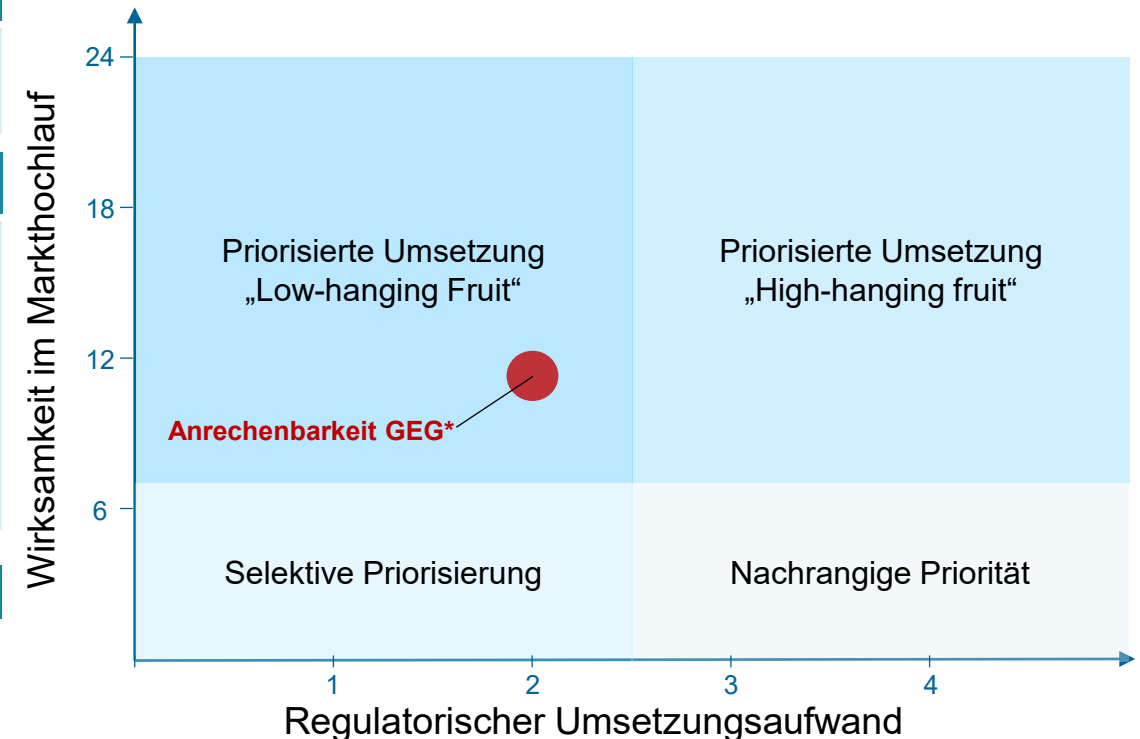 Wirksamkeit im Markthochlauf
24
18
12
6
Priorisierte Umsetzung
„Low-hanging Fruit“
Priorisierte Umsetzung
„High-hanging fruit“
Anrechenbarkeit GEG*
Selektive Priorisierung
Nachrangige Priorität
1
2
3
4
Regulatorischer Umsetzungsaufwand